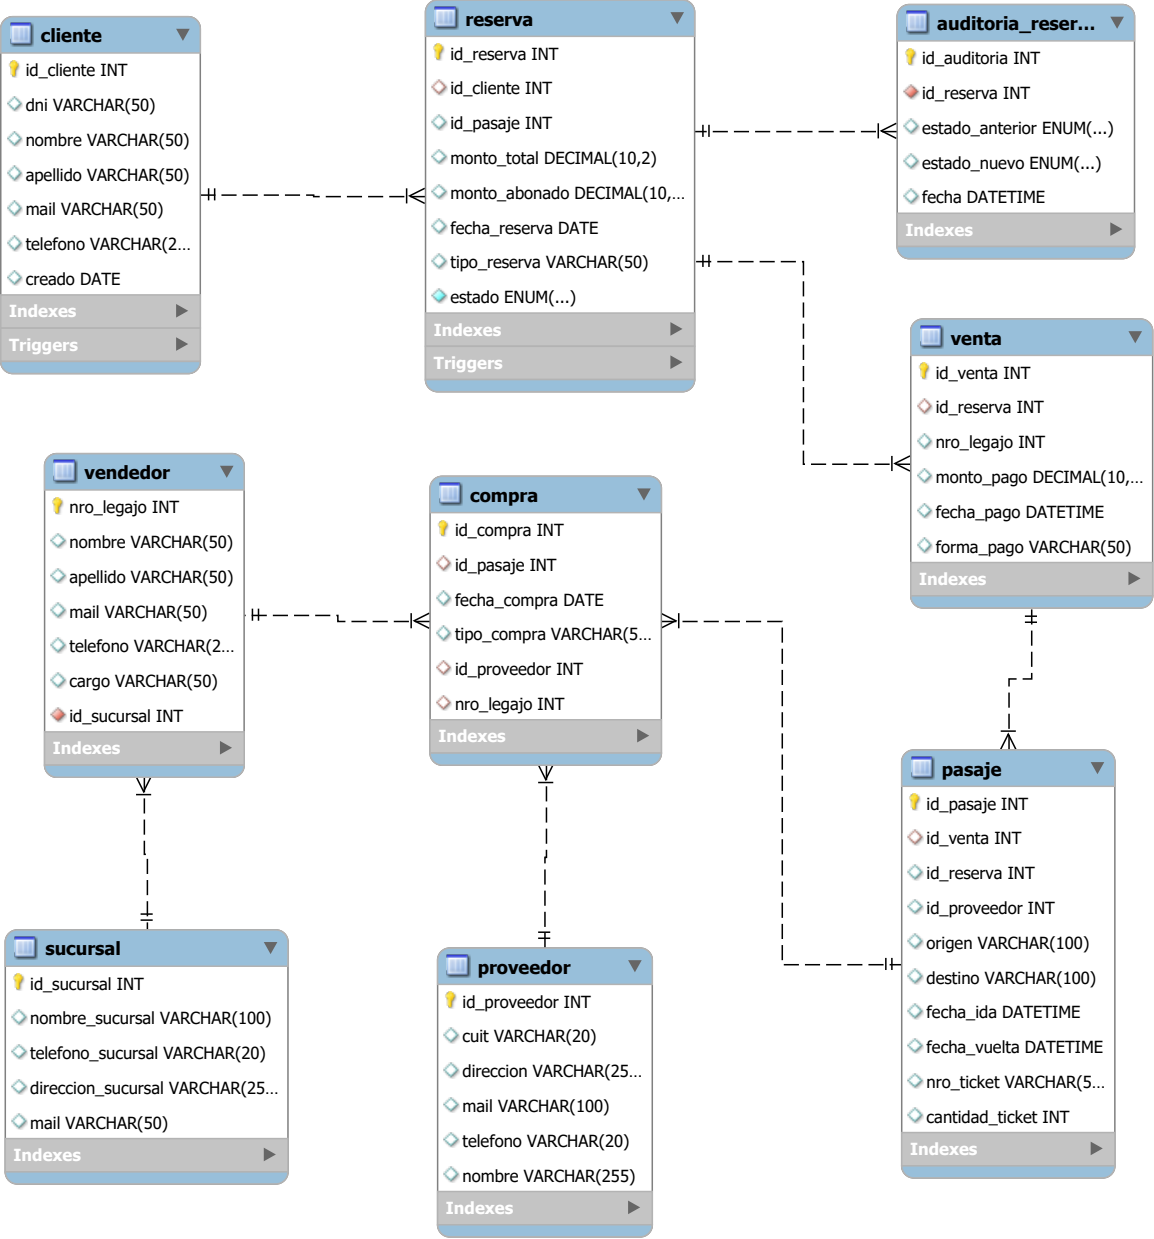 cliente
id_cliente INT
dni VARCHAR(50)
nombre VARCHAR(50)
apellido VARCHAR(50)
mail VARCHAR(50)
telefono VARCHAR(2...
creado DATE
Indexes
Triggers
reserva
id_reserva INT
id_cliente INT
id_pasaje INT
monto_total DECIMAL(10,2)
monto_abonado DECIMAL(10,...
fecha_reserva DATE
tipo_reserva VARCHAR(50)
estado ENUM(...)
Indexes
Triggers
auditoria_reser...
id_auditoria INT
id_reserva INT
estado_anterior ENUM(...)
estado_nuevo ENUM(...)
fecha DATETIME
Indexes
venta
id_venta INT
id_reserva INT
nro_legajo INT
monto_pago DECIMAL(10,...
fecha_pago DATETIME
forma_pago VARCHAR(50)
Indexes
vendedor
nro_legajo INT
nombre VARCHAR(50)
apellido VARCHAR(50)
mail VARCHAR(50)
telefono VARCHAR(2...
cargo VARCHAR(50)
id_sucursal INT
Indexes
compra
id_compra INT
id_pasaje INT
fecha_compra DATE
tipo_compra VARCHAR(5...
id_proveedor INT
nro_legajo INT
Indexes
pasaje
id_pasaje INT
id_venta INT
id_reserva INT
id_proveedor INT
origen VARCHAR(100)
destino VARCHAR(100)
fecha_ida DATETIME
fecha_vuelta DATETIME
nro_ticket VARCHAR(5...
cantidad_ticket INT
Indexes
sucursal
id_sucursal INT
nombre_sucursal VARCHAR(100)
telefono_sucursal VARCHAR(20)
direccion_sucursal VARCHAR(25...
mail VARCHAR(50)
Indexes
proveedor
id_proveedor INT
cuit VARCHAR(20)
direccion VARCHAR(25...
mail VARCHAR(100)
telefono VARCHAR(20)
nombre VARCHAR(255)
Indexes